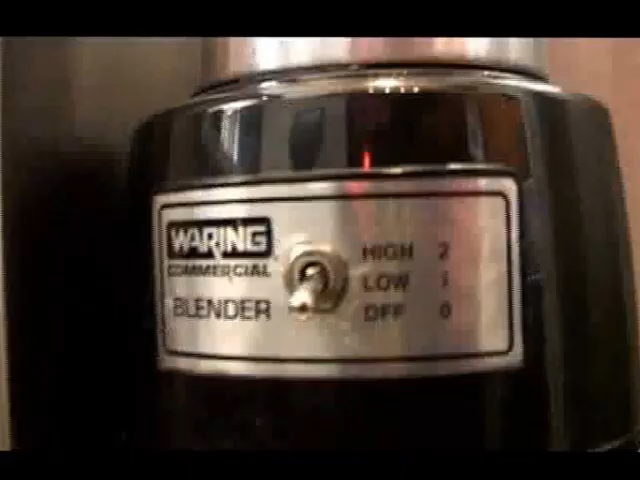 WARING
COMMERCIAL
BLENDER
HIGH 2
LOW 1
OFF 0